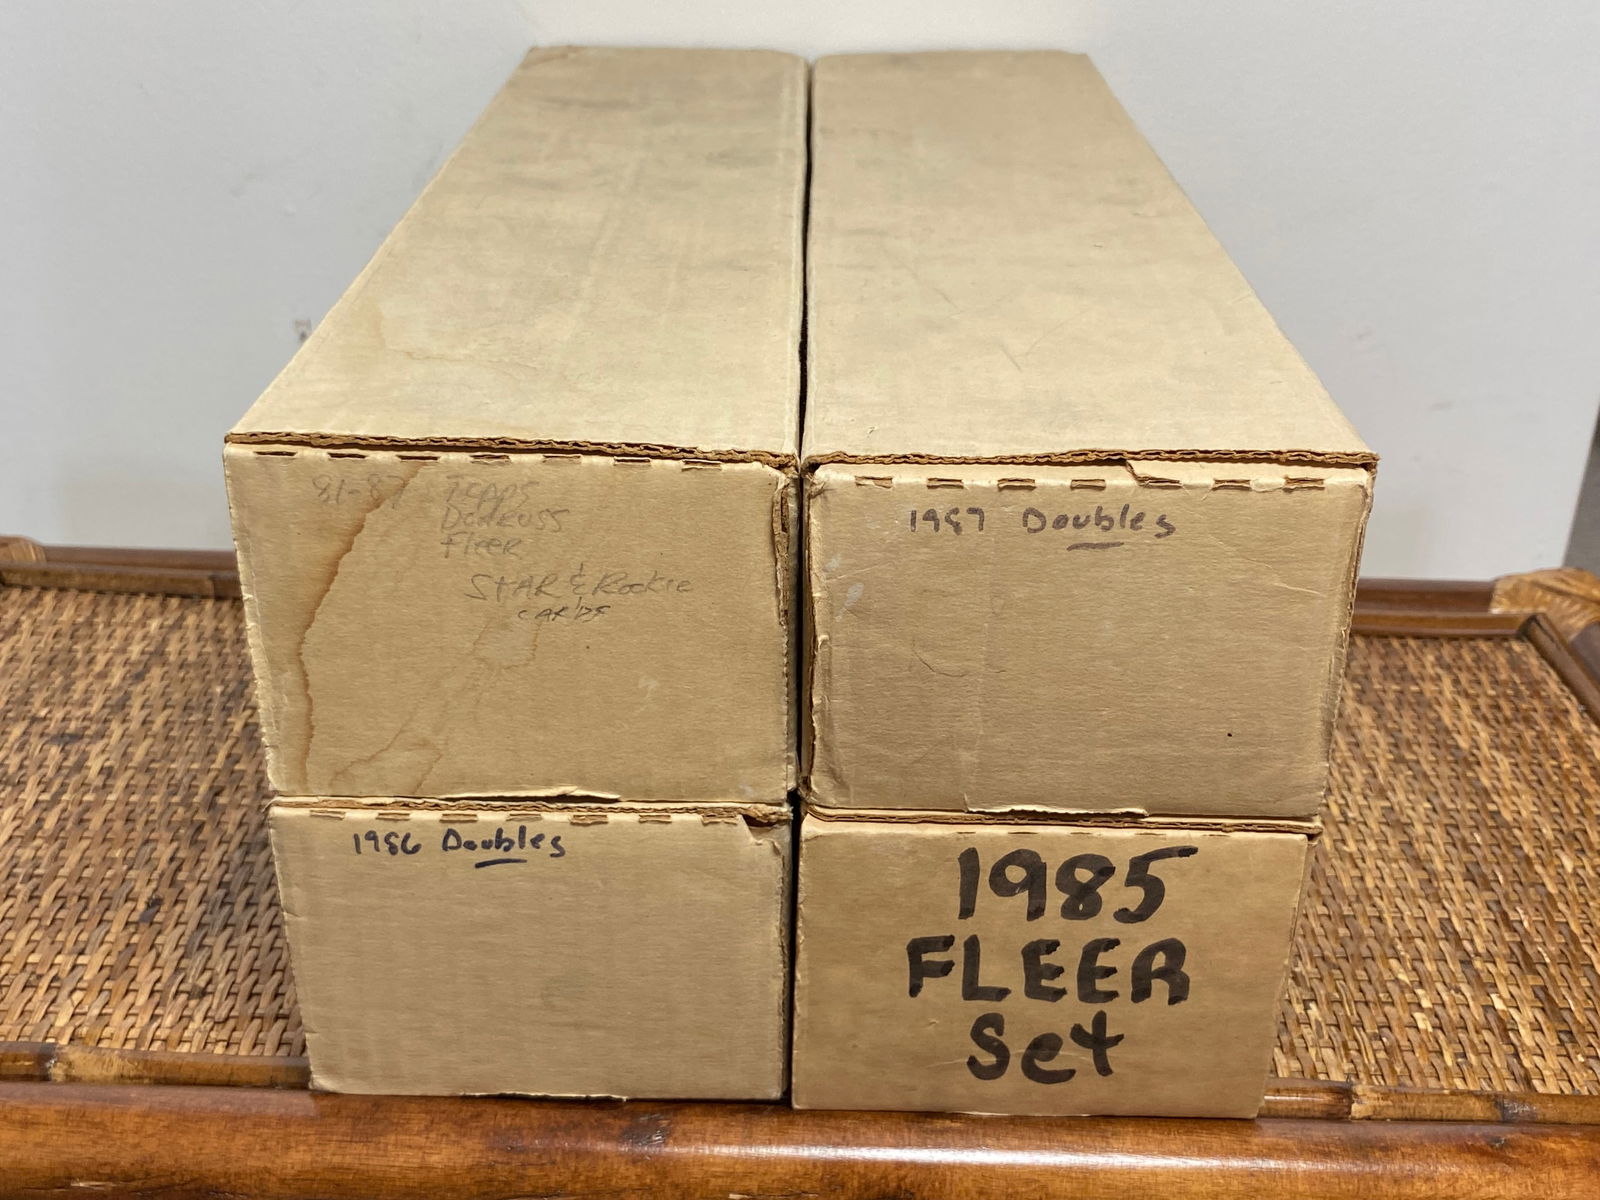 81-87 Topps
Donruss
Fleer
STAR & Rookie
CARDS
1987 Doubles
1986 Doubles
1985
FLEER
Set